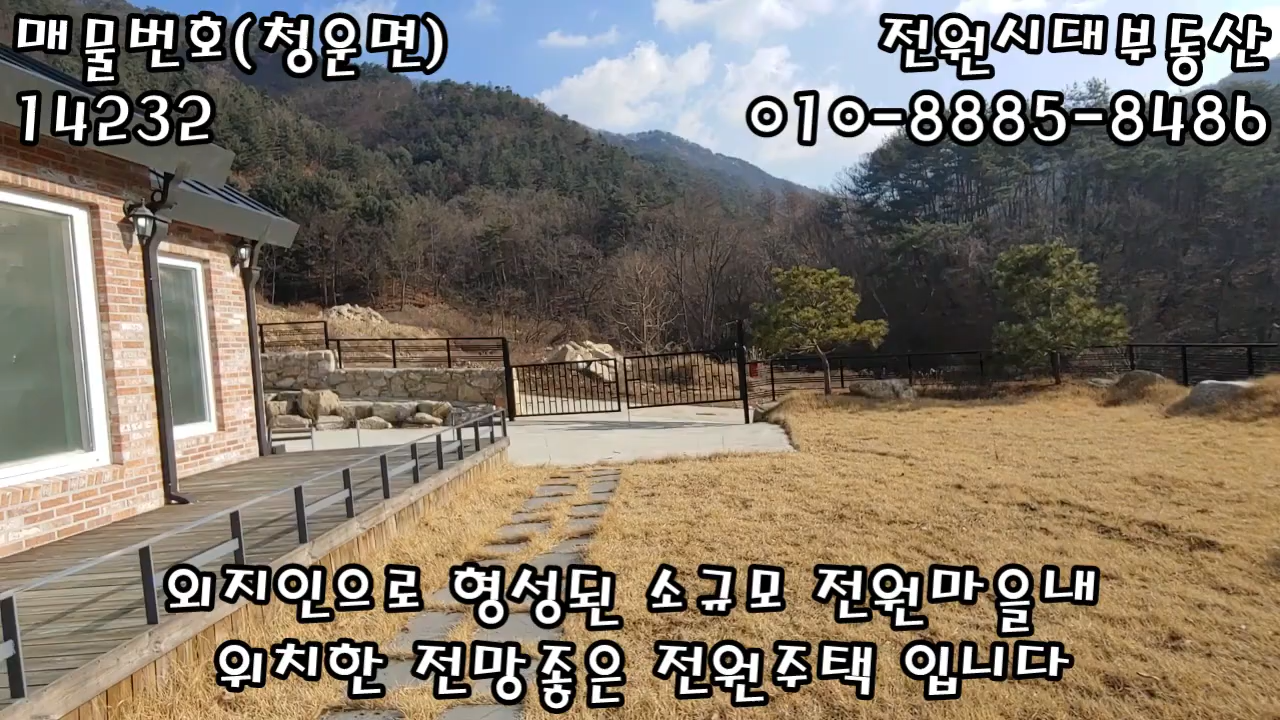 매물번호(청운면)
14232
전원시대부동산
010-8885-8486
외지인으로 형성된 소규모 전원마을내
위치한 전망좋은 전원주택 입니다